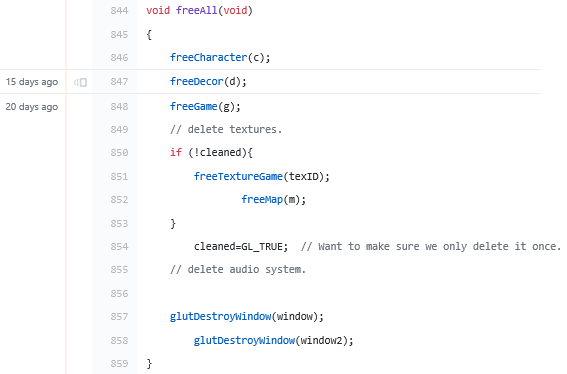 844 void freeAll(void)
845 {
846 freeCharacter(c);
15 days ago 847 freeDecor(d);
20 days ago 848 freeGame(g);
849 // delete textures.
850 if (!cleaned){
851 freeTextureGame(texID);
852 freeMap(m);
853 }
854 cleaned=GL_TRUE; // Want to make sure we only delete it once.
855 // delete audio system.
856
857 glutDestroyWindow(window);
858 glutDestroyWindow(window2);
859 }